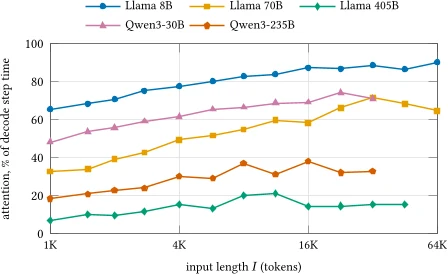 Llama 8B Llama 70B Llama 405B
Qwen3-30B Qwen3-235B
attention, % of decode step time
100
80
60
40
20
0
1K 4K 16K 64K
input length I (tokens)